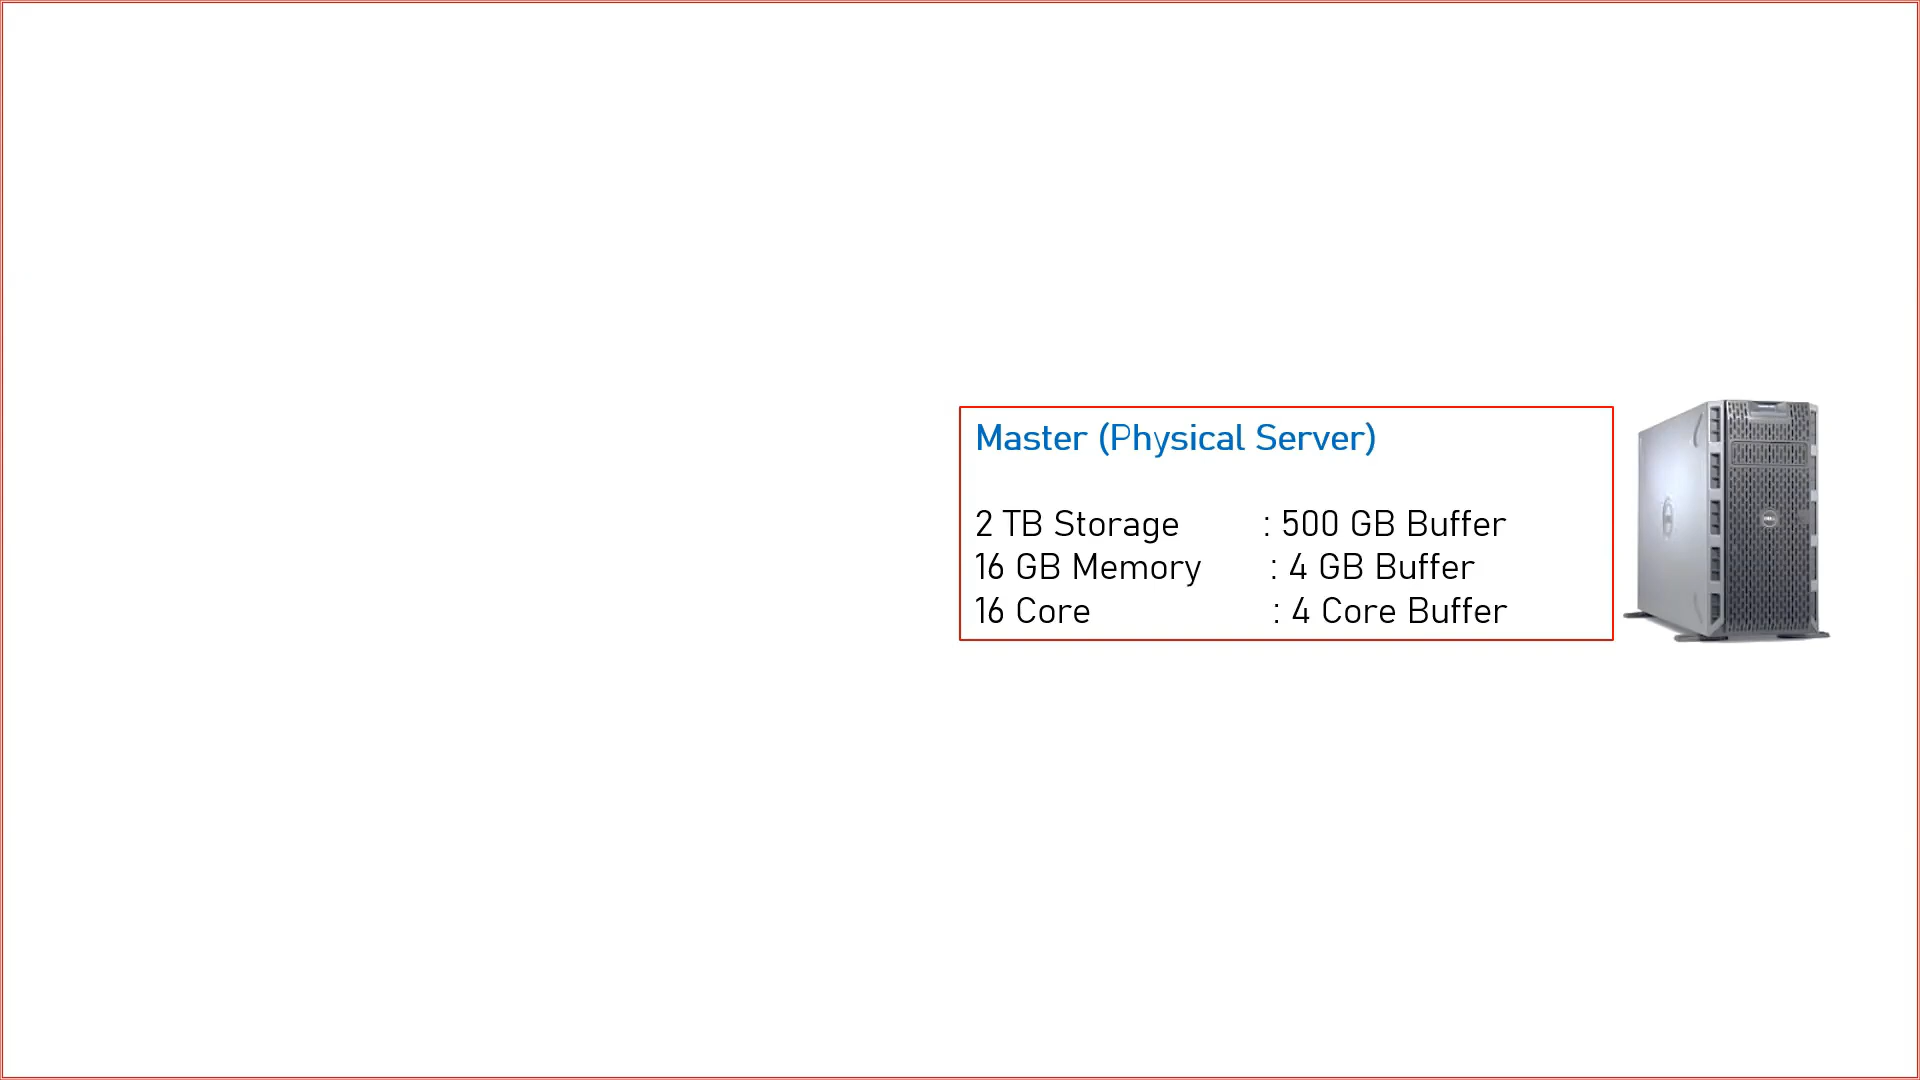 Master (Physical Server)
2 TB Storage : 500 GB Buffer
16 GB Memory : 4 GB Buffer
16 Core : 4 Core Buffer
DELL